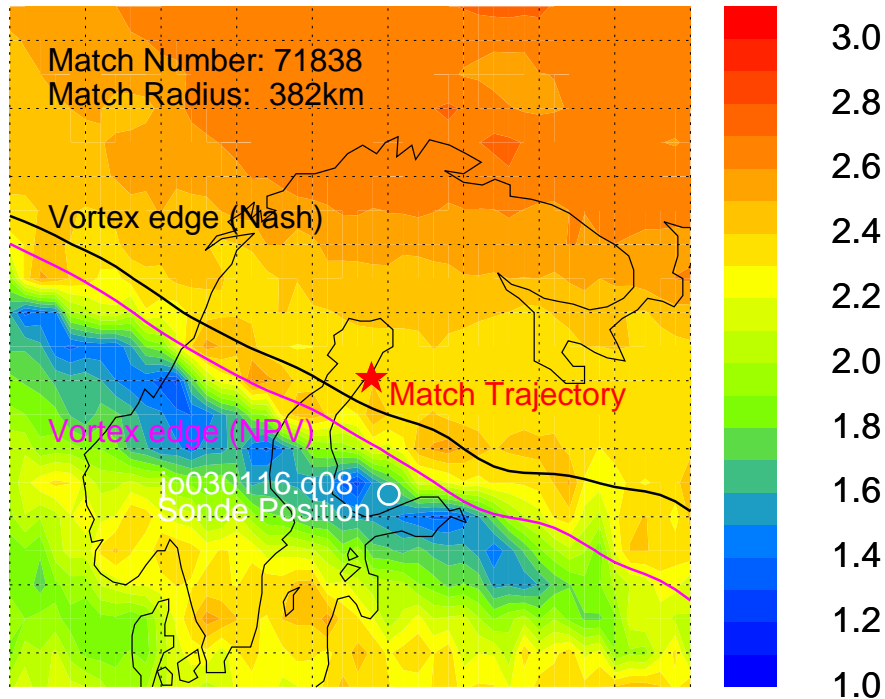 Match Number: 71838
Match Radius: 382km
Vortex edge (Nash)
Match Trajectory
Vortex edge (NPV)
jo030116.q08
Sonde Position
3.0
2.8
2.6
2.4
2.2
2.0
1.8
1.6
1.4
1.2
1.0